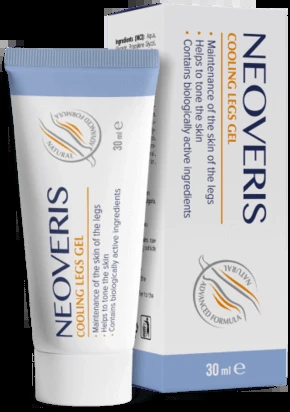 NEOVERIS
COOLING LEGS GEL
- Maintenance of the skin of the legs
- Helps to tone the skin
- Contains biologically active ingredients
NATURAL
ADVANCED FORMULA
30 ml e
NEOVERIS
COOLING LEGS GEL
• Maintenance of the skin of the legs
• Helps to tone the skin
• Contains biologically active ingredients
NATURAL
ADVANCED FORMULA
30 ml e
Ingredients (INCI):